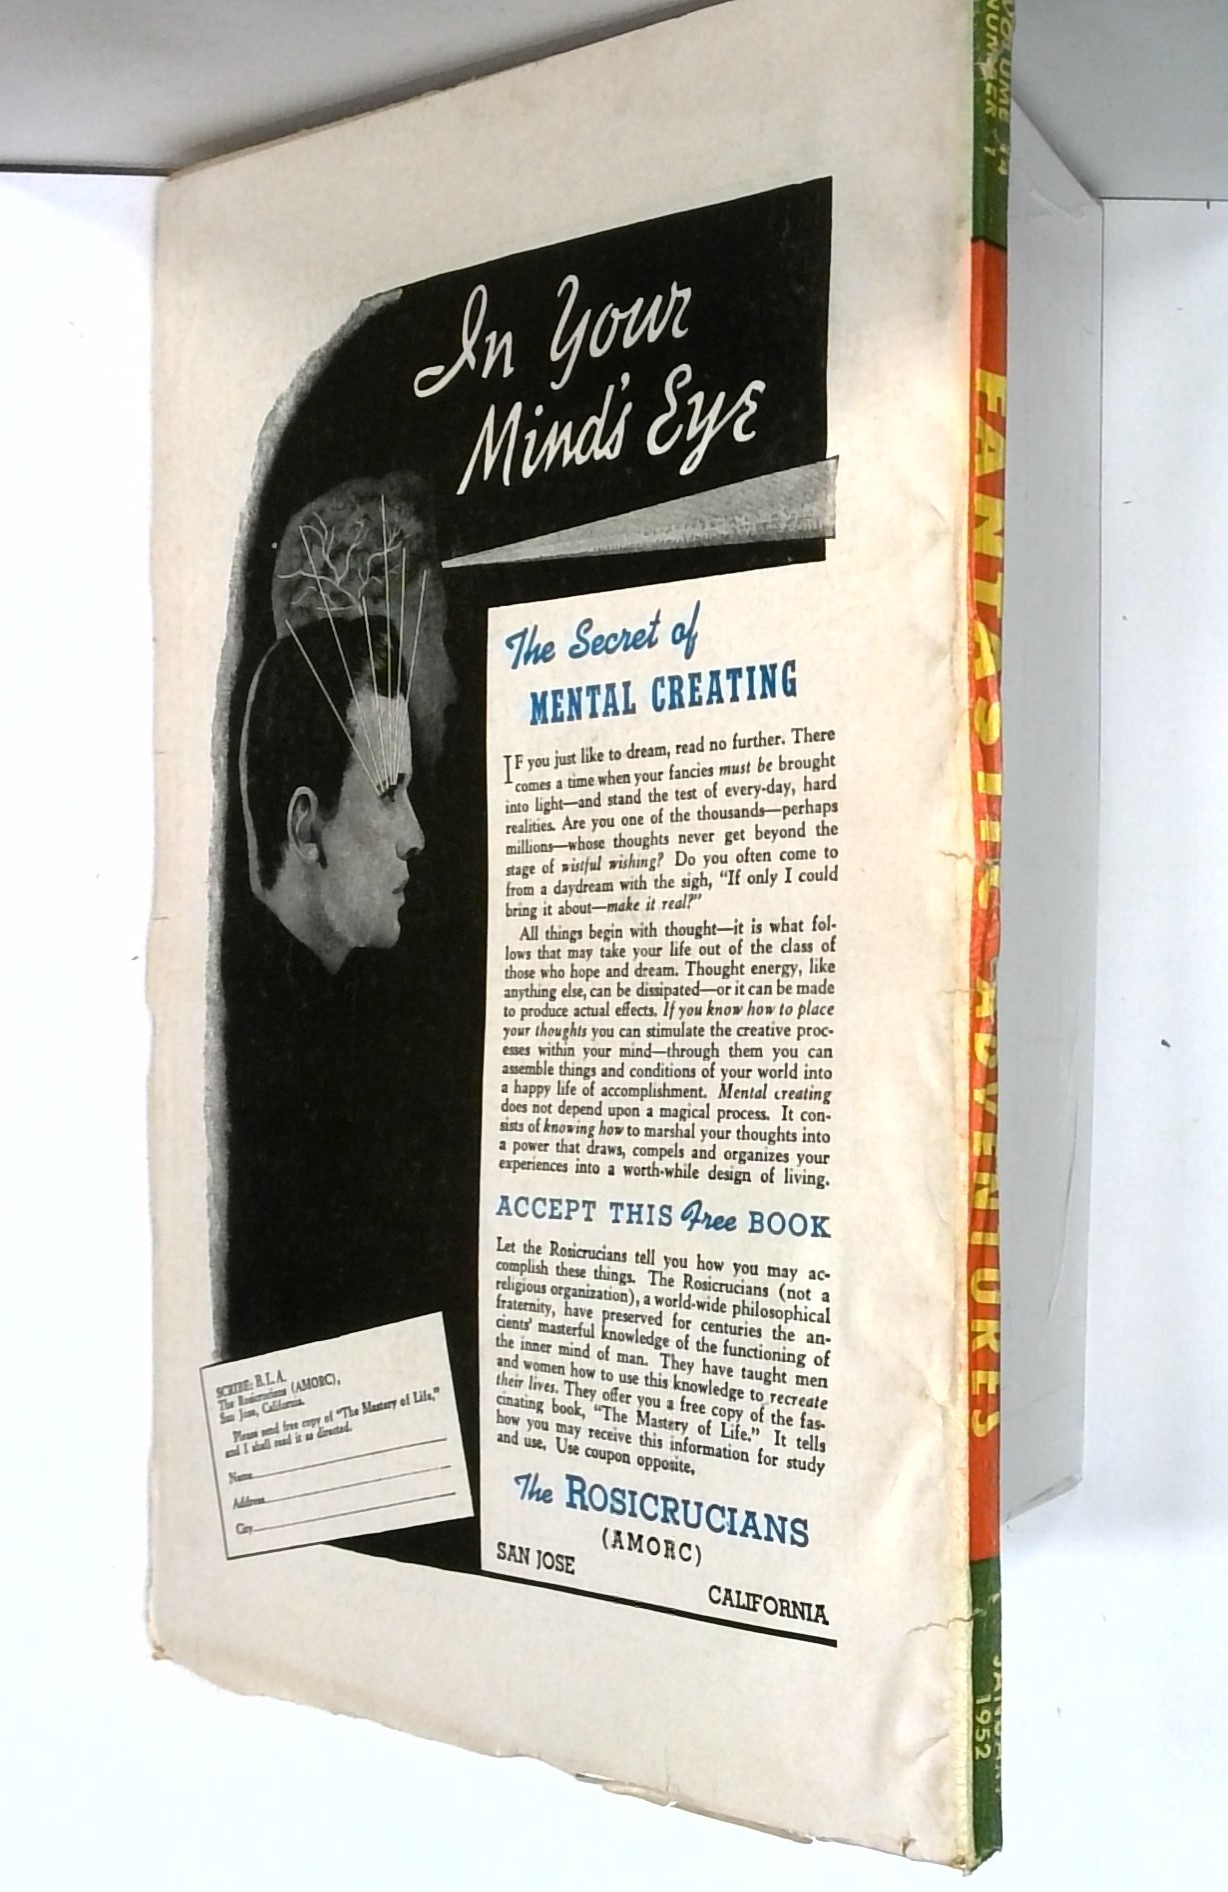 In Your
Mind's Eye
The Secret of
MENTAL CREATING
IF you just like to dream, read no further. There
comes a time when your fancies must be brought
into light—and stand the test of every-day, hard
realities. Are you one of the thousands—perhaps
millions—whose thoughts never get beyond the
stage of wistful wishing? Do you often come to
from a daydream with the sigh, "If only I could
bring it about—make it real?"
All things begin with thought—it is what fol-
lows that may take your life out of the class of
those who hope and dream. Thought energy, like
anything else, can be dissipated—or it can be made
to produce actual effects. If you know how to place
your thoughts you can stimulate the creative proc-
esses within your mind—through them you can
assemble things and conditions of your world into
a happy life of accomplishment. Mental creating
does not depend upon a magical process. It con-
sists of knowing how to marshal your thoughts into
a power that draws, compels and organizes your
experiences into a worth-while design of living.
ACCEPT THIS Free BOOK
Let the Rosicrucians tell you how you may ac-
complish these things. The Rosicrucians (not a
religious organization), a world-wide philosophical
fraternity, have preserved for centuries the an-
cients' masterful knowledge of the functioning of
the inner mind of man. They have taught men
and women how to use this knowledge to recreate
their lives. They offer you a free copy of the fas-
cinating book, "The Mastery of Life." It tells
how you may receive this information for study
and use, Use coupon opposite,
The ROSICRUCIANS
(AMORC)
SAN JOSE
CALIFORNIA
SCRIBE: B.L.A.
The Rosicrucians (AMORC),
San Jose, California.
Please send free copy of "The Mastery of Life,"
and I shall read it as directed.
Name
Address
City
VOLUME 14
NUMBER 1
FANTASTIC ADVENTURES
JANUARY
1952